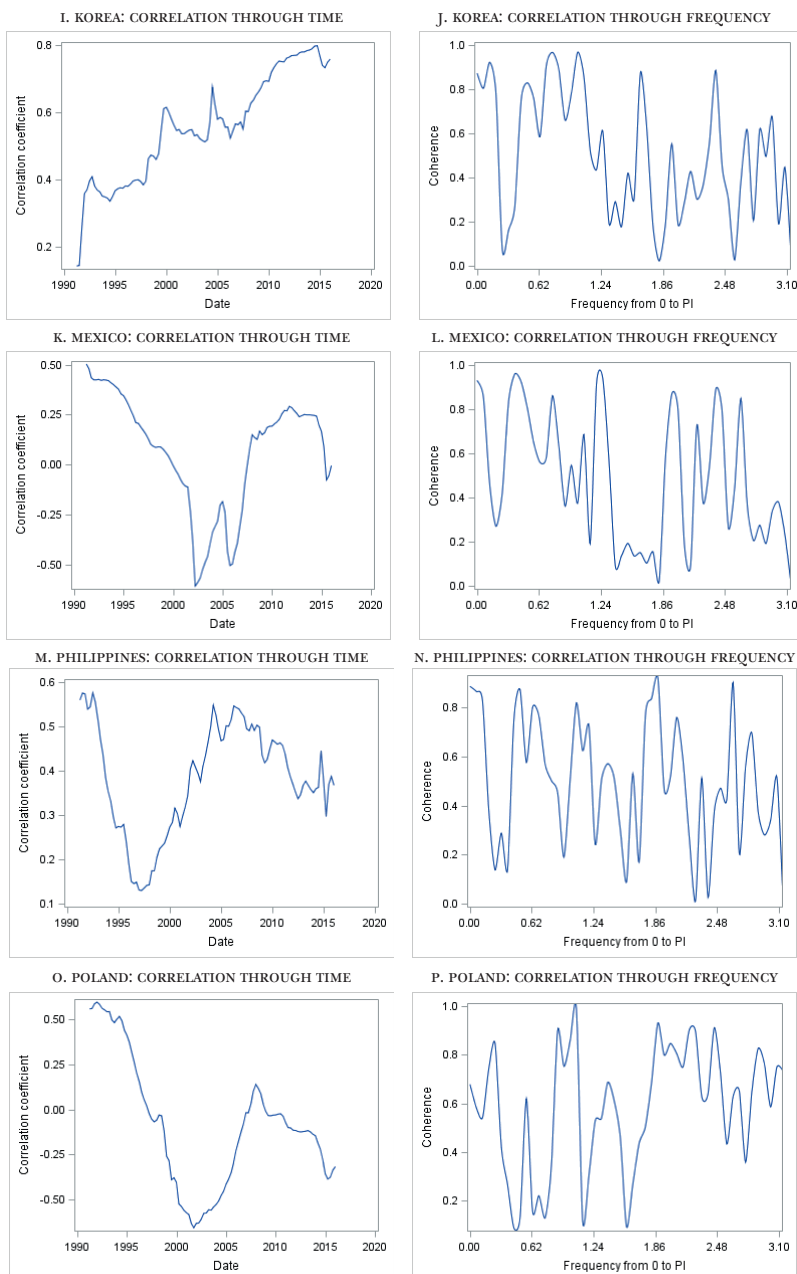 I. KOREA: CORRELATION THROUGH TIME
0.8
0.6
0.4
0.2
Correlation coefficient
1990 1995 2000 2005 2010 2015 2020
Date
J. KOREA: CORRELATION THROUGH FREQUENCY
1.0
0.8
0.6
0.4
0.2
0.0
Coherence
0.00 0.62 1.24 1.86 2.48 3.10
Frequency from 0 to PI
K. MEXICO: CORRELATION THROUGH TIME
0.50
0.25
0.00
-0.25
-0.50
Correlation coefficient
1990 1995 2000 2005 2010 2015 2020
Date
L. MEXICO: CORRELATION THROUGH FREQUENCY
1.0
0.8
0.6
0.4
0.2
0.0
Coherence
0.00 0.62 1.24 1.86 2.48 3.10
Frequency from 0 to PI
M. PHILIPPINES: CORRELATION THROUGH TIME
0.6
0.5
0.4
0.3
0.2
0.1
Correlation coefficient
1990 1995 2000 2005 2010 2015 2020
Date
N. PHILIPPINES: CORRELATION THROUGH FREQUENCY
0.8
0.6
0.4
0.2
0.0
Coherence
0.00 0.62 1.24 1.86 2.48 3.10
Frequency from 0 to PI
O. POLAND: CORRELATION THROUGH TIME
0.50
0.25
0.00
-0.25
-0.50
Correlation coefficient
1990 1995 2000 2005 2010 2015 2020
Date
P. POLAND: CORRELATION THROUGH FREQUENCY
1.0
0.8
0.6
0.4
0.2
Coherence
0.00 0.62 1.24 1.86 2.48 3.10
Frequency from 0 to PI